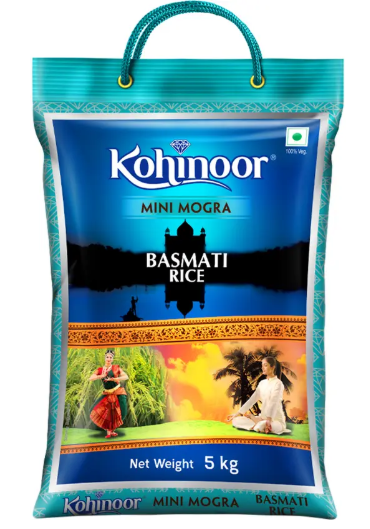 Kohinoor®
100% Veg.
MINI MOGRA
BASMATI
RICE
Net Weight 5 kg
Kohinoor MINI MOGRA BASMATI RICE